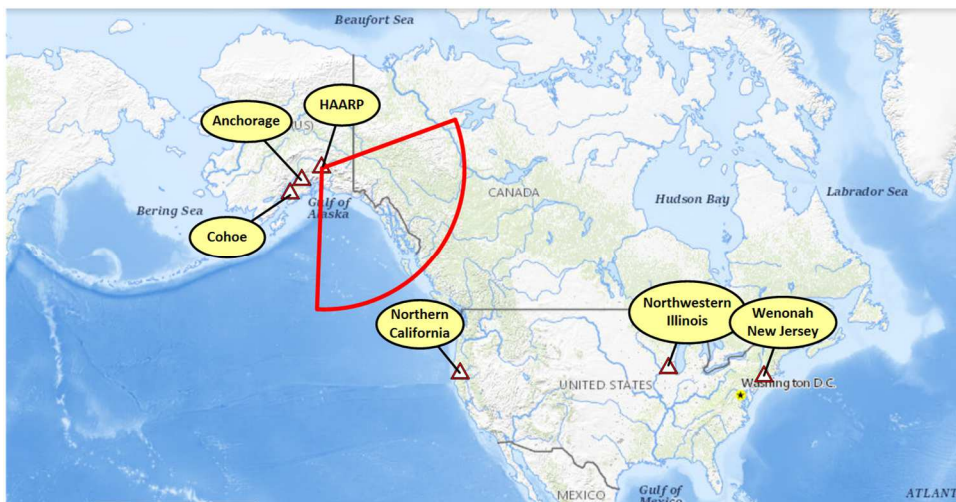 Beaufort Sea
HAARP
Anchorage
(US)
CANADA
Hudson Bay
Labrador Sea
Bering Sea
Gulf of
Alaska
Cohoe
Northern
California
Northwestern
Illinois
Wenonah
New Jersey
UNITED STATES
Washington D.C.
MEXICO
Gulf of
Mexico
ATLANT